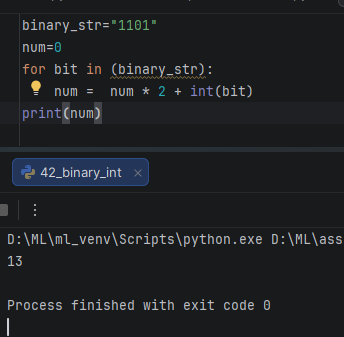 binary_str="1101"
num=0
for bit in (binary_str):
    num =  num * 2 + int(bit)
print(num)
42_binary_int
D:\ML\ml_venv\Scripts\python.exe D:\ML\ass
13
Process finished with exit code 0